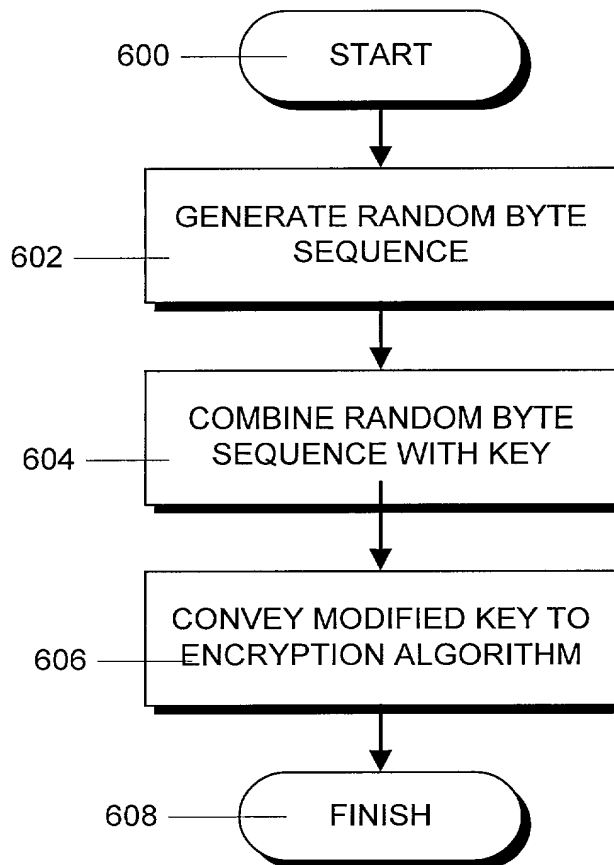 600
START
GENERATE RANDOM BYTE
SEQUENCE
602
COMBINE RANDOM BYTE
SEQUENCE WITH KEY
604
CONVEY MODIFIED KEY TO
ENCRYPTION ALGORITHM
606
608
FINISH